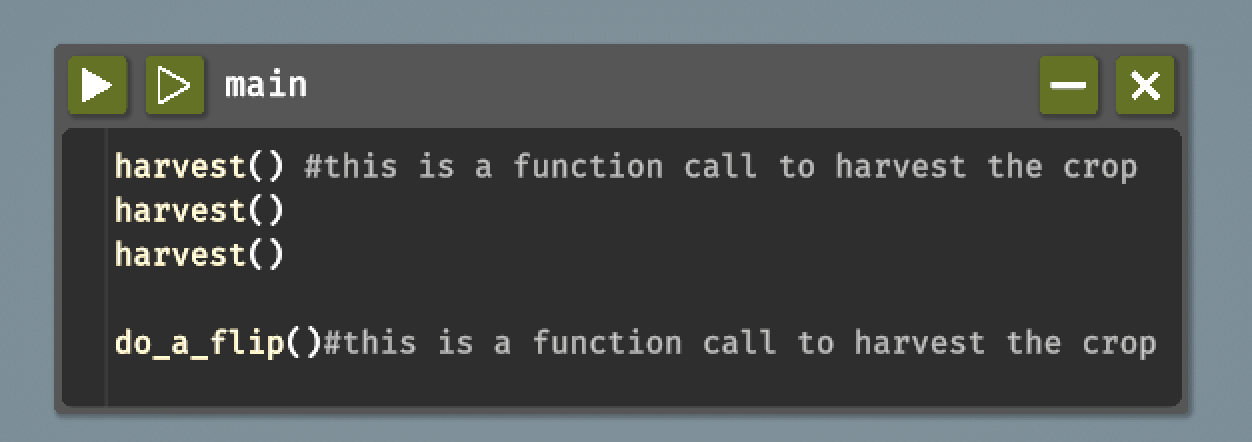 main
harvest() #this is a function call to harvest the crop
harvest()
harvest()
do_a_flip()#this is a function call to harvest the crop